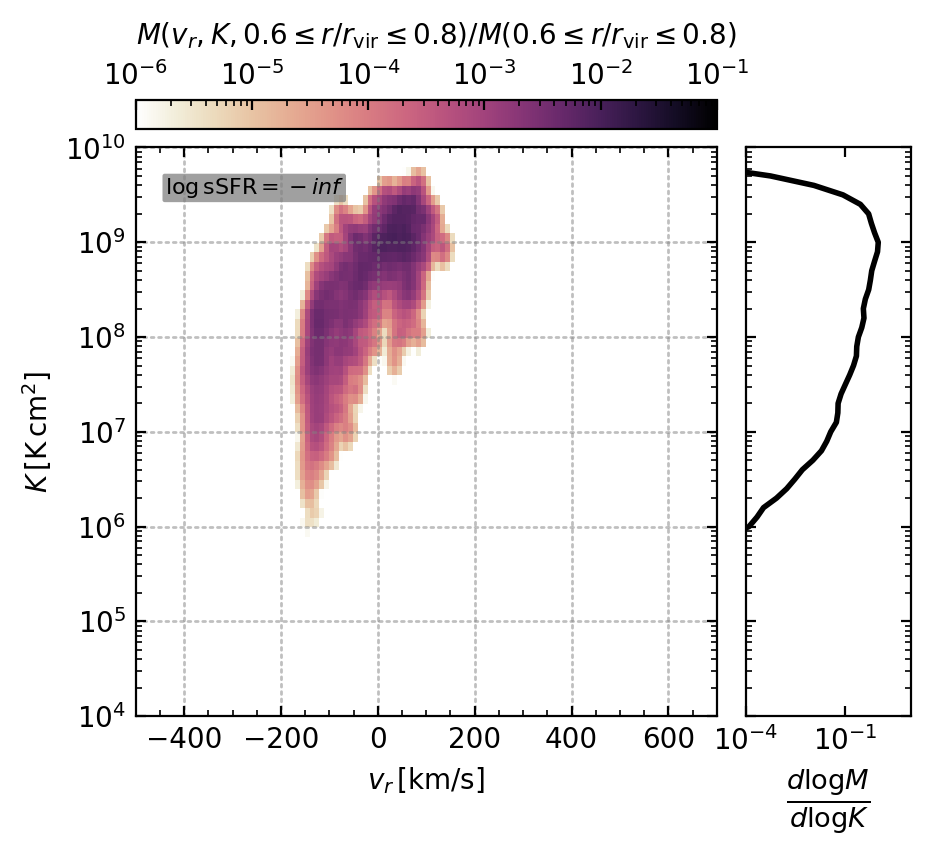 M(v_r, K, 0.6 ≤ r/r_vir ≤ 0.8)/M(0.6 ≤ r/r_vir ≤ 0.8)
10^−6 10^−5 10^−4 10^−3 10^−2 10^−1
log sSFR = −inf
10^10
10^9
10^8
10^7
10^6
10^5
10^4
K [K cm^2]
−400 −200 0 200 400 600
v_r [km/s]
10^−4 10^−1
dlogM
dlogK